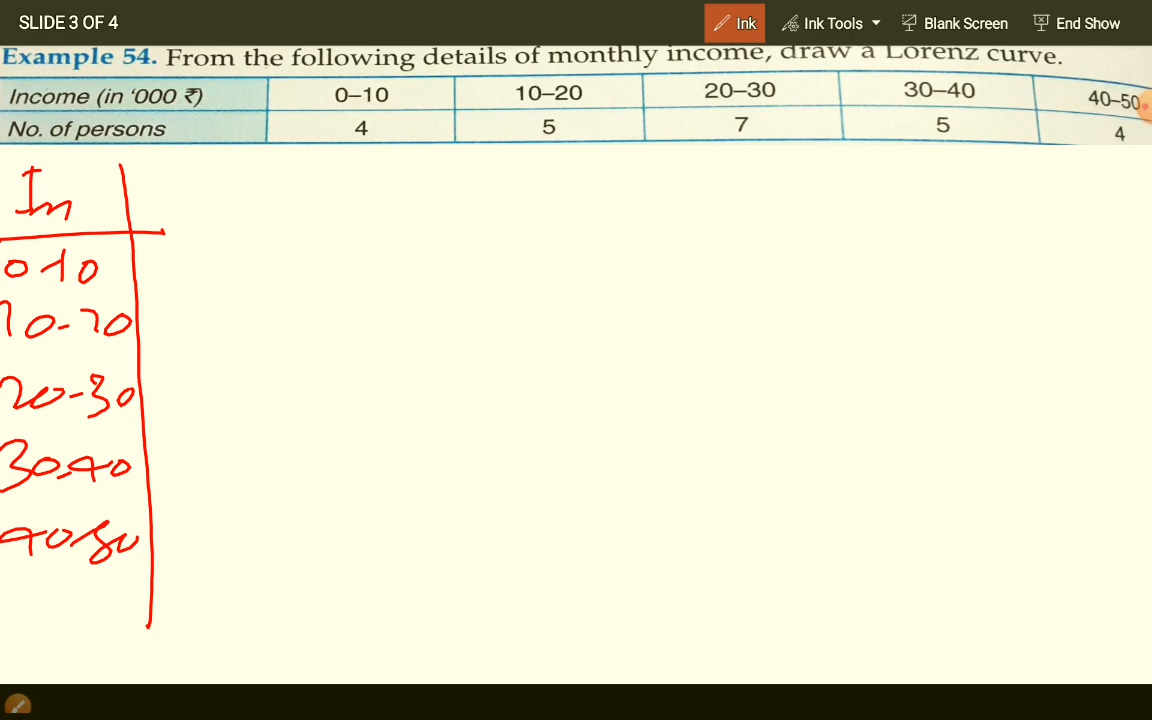 SLIDE 3 OF 4 Ink Ink Tools Blank Screen End Show
Example 54. From the following details of monthly income, draw a Lorenz curve.
Income (in ‘000 ₹) 0–10 10–20 20–30 30–40 40–50
No. of persons 4 5 7 5 4
In
0-10
10-20
20-30
30-40
40-50